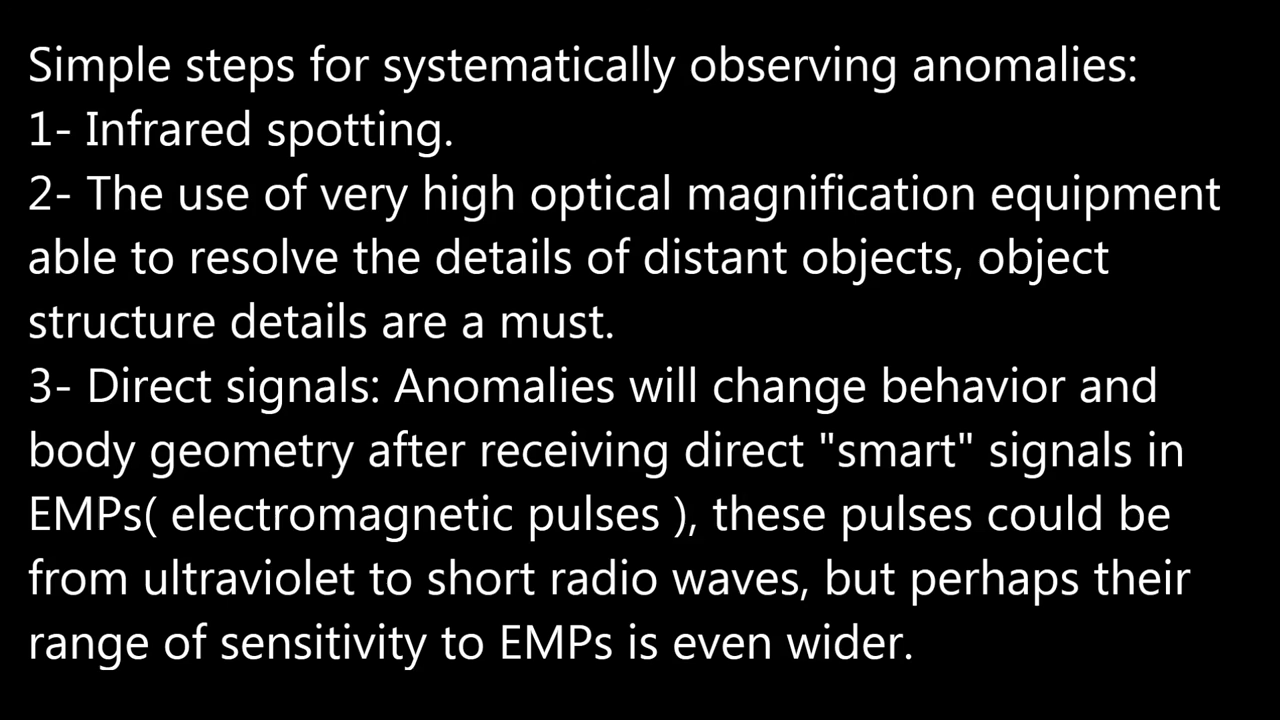 Simple steps for systematically observing anomalies:
1- Infrared spotting.
2- The use of very high optical magnification equipment
able to resolve the details of distant objects, object
structure details are a must.
3- Direct signals: Anomalies will change behavior and
body geometry after receiving direct "smart" signals in
EMPs( electromagnetic pulses ), these pulses could be
from ultraviolet to short radio waves, but perhaps their
range of sensitivity to EMPs is even wider.